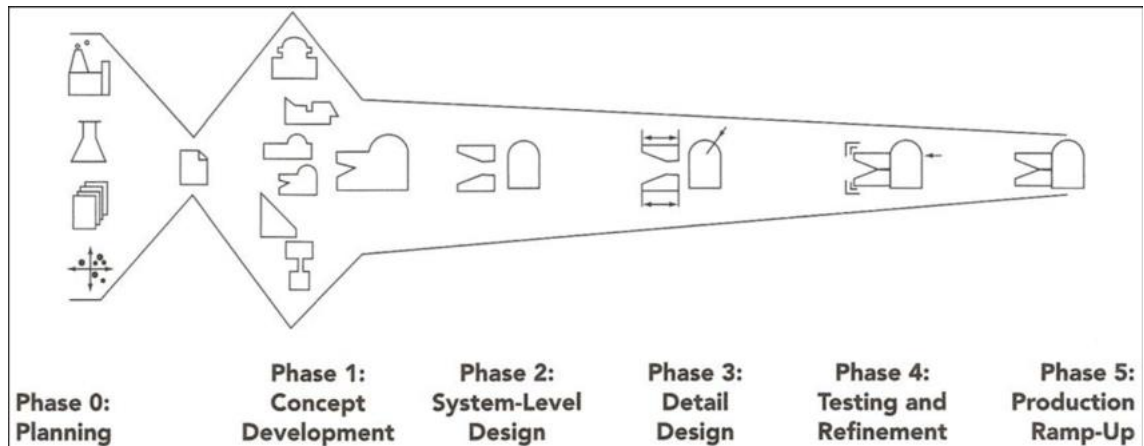 Phase 0:
Planning
Phase 1:
Concept
Development
Phase 2:
System-Level
Design
Phase 3:
Detail
Design
Phase 4:
Testing and
Refinement
Phase 5:
Production
Ramp-Up